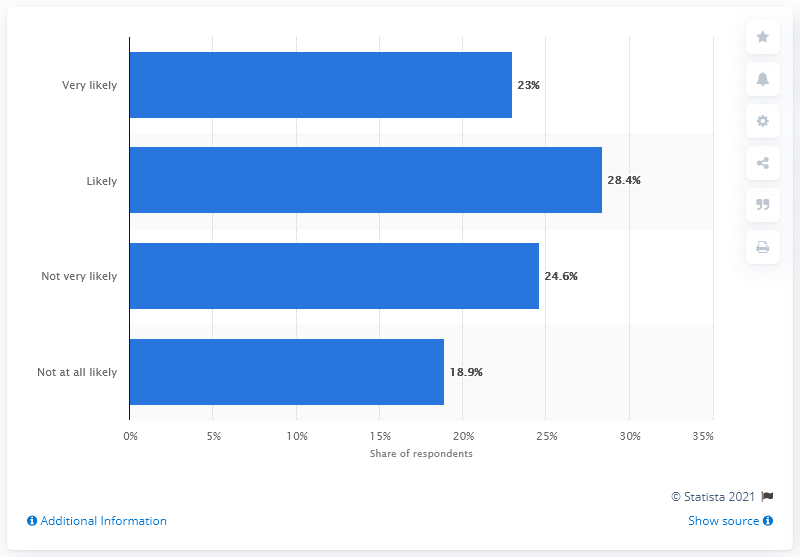 Very likely
23%
Likely
28.4%
Not very likely
24.6%
Not at all likely
18.9%
0% 5% 10% 15% 20% 25% 30% 35%
Share of respondents
© Statista 2021
Additional Information
Show source